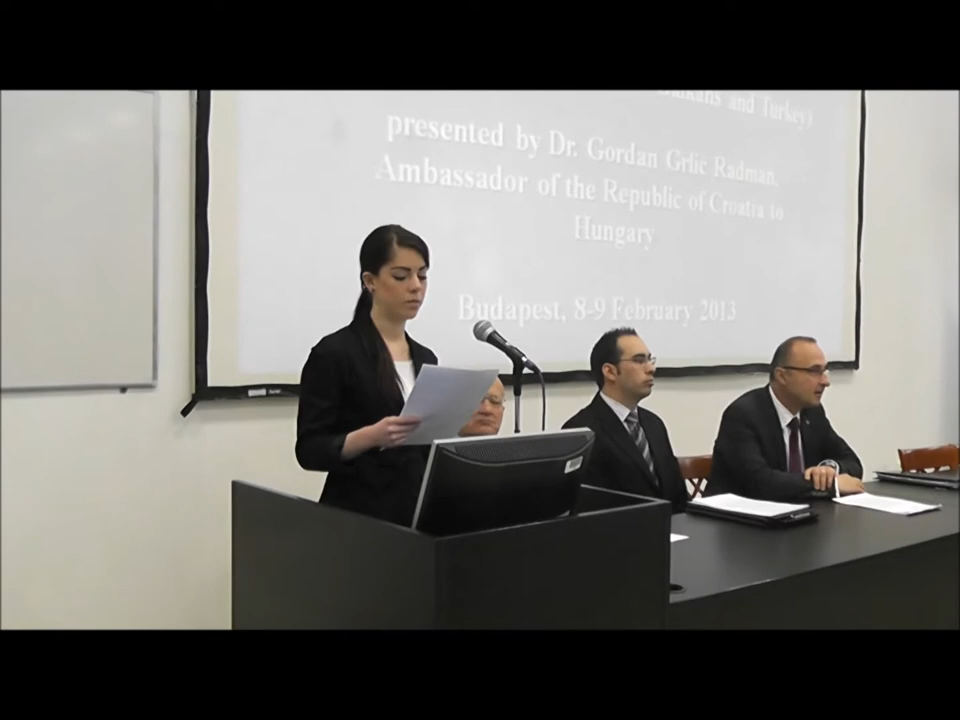 Balkans and Turkey)
presented by Dr. Gordan Grlic Radman,
Ambassador of the Republic of Croatia to
Hungary
Budapest, 8-9 February 2013